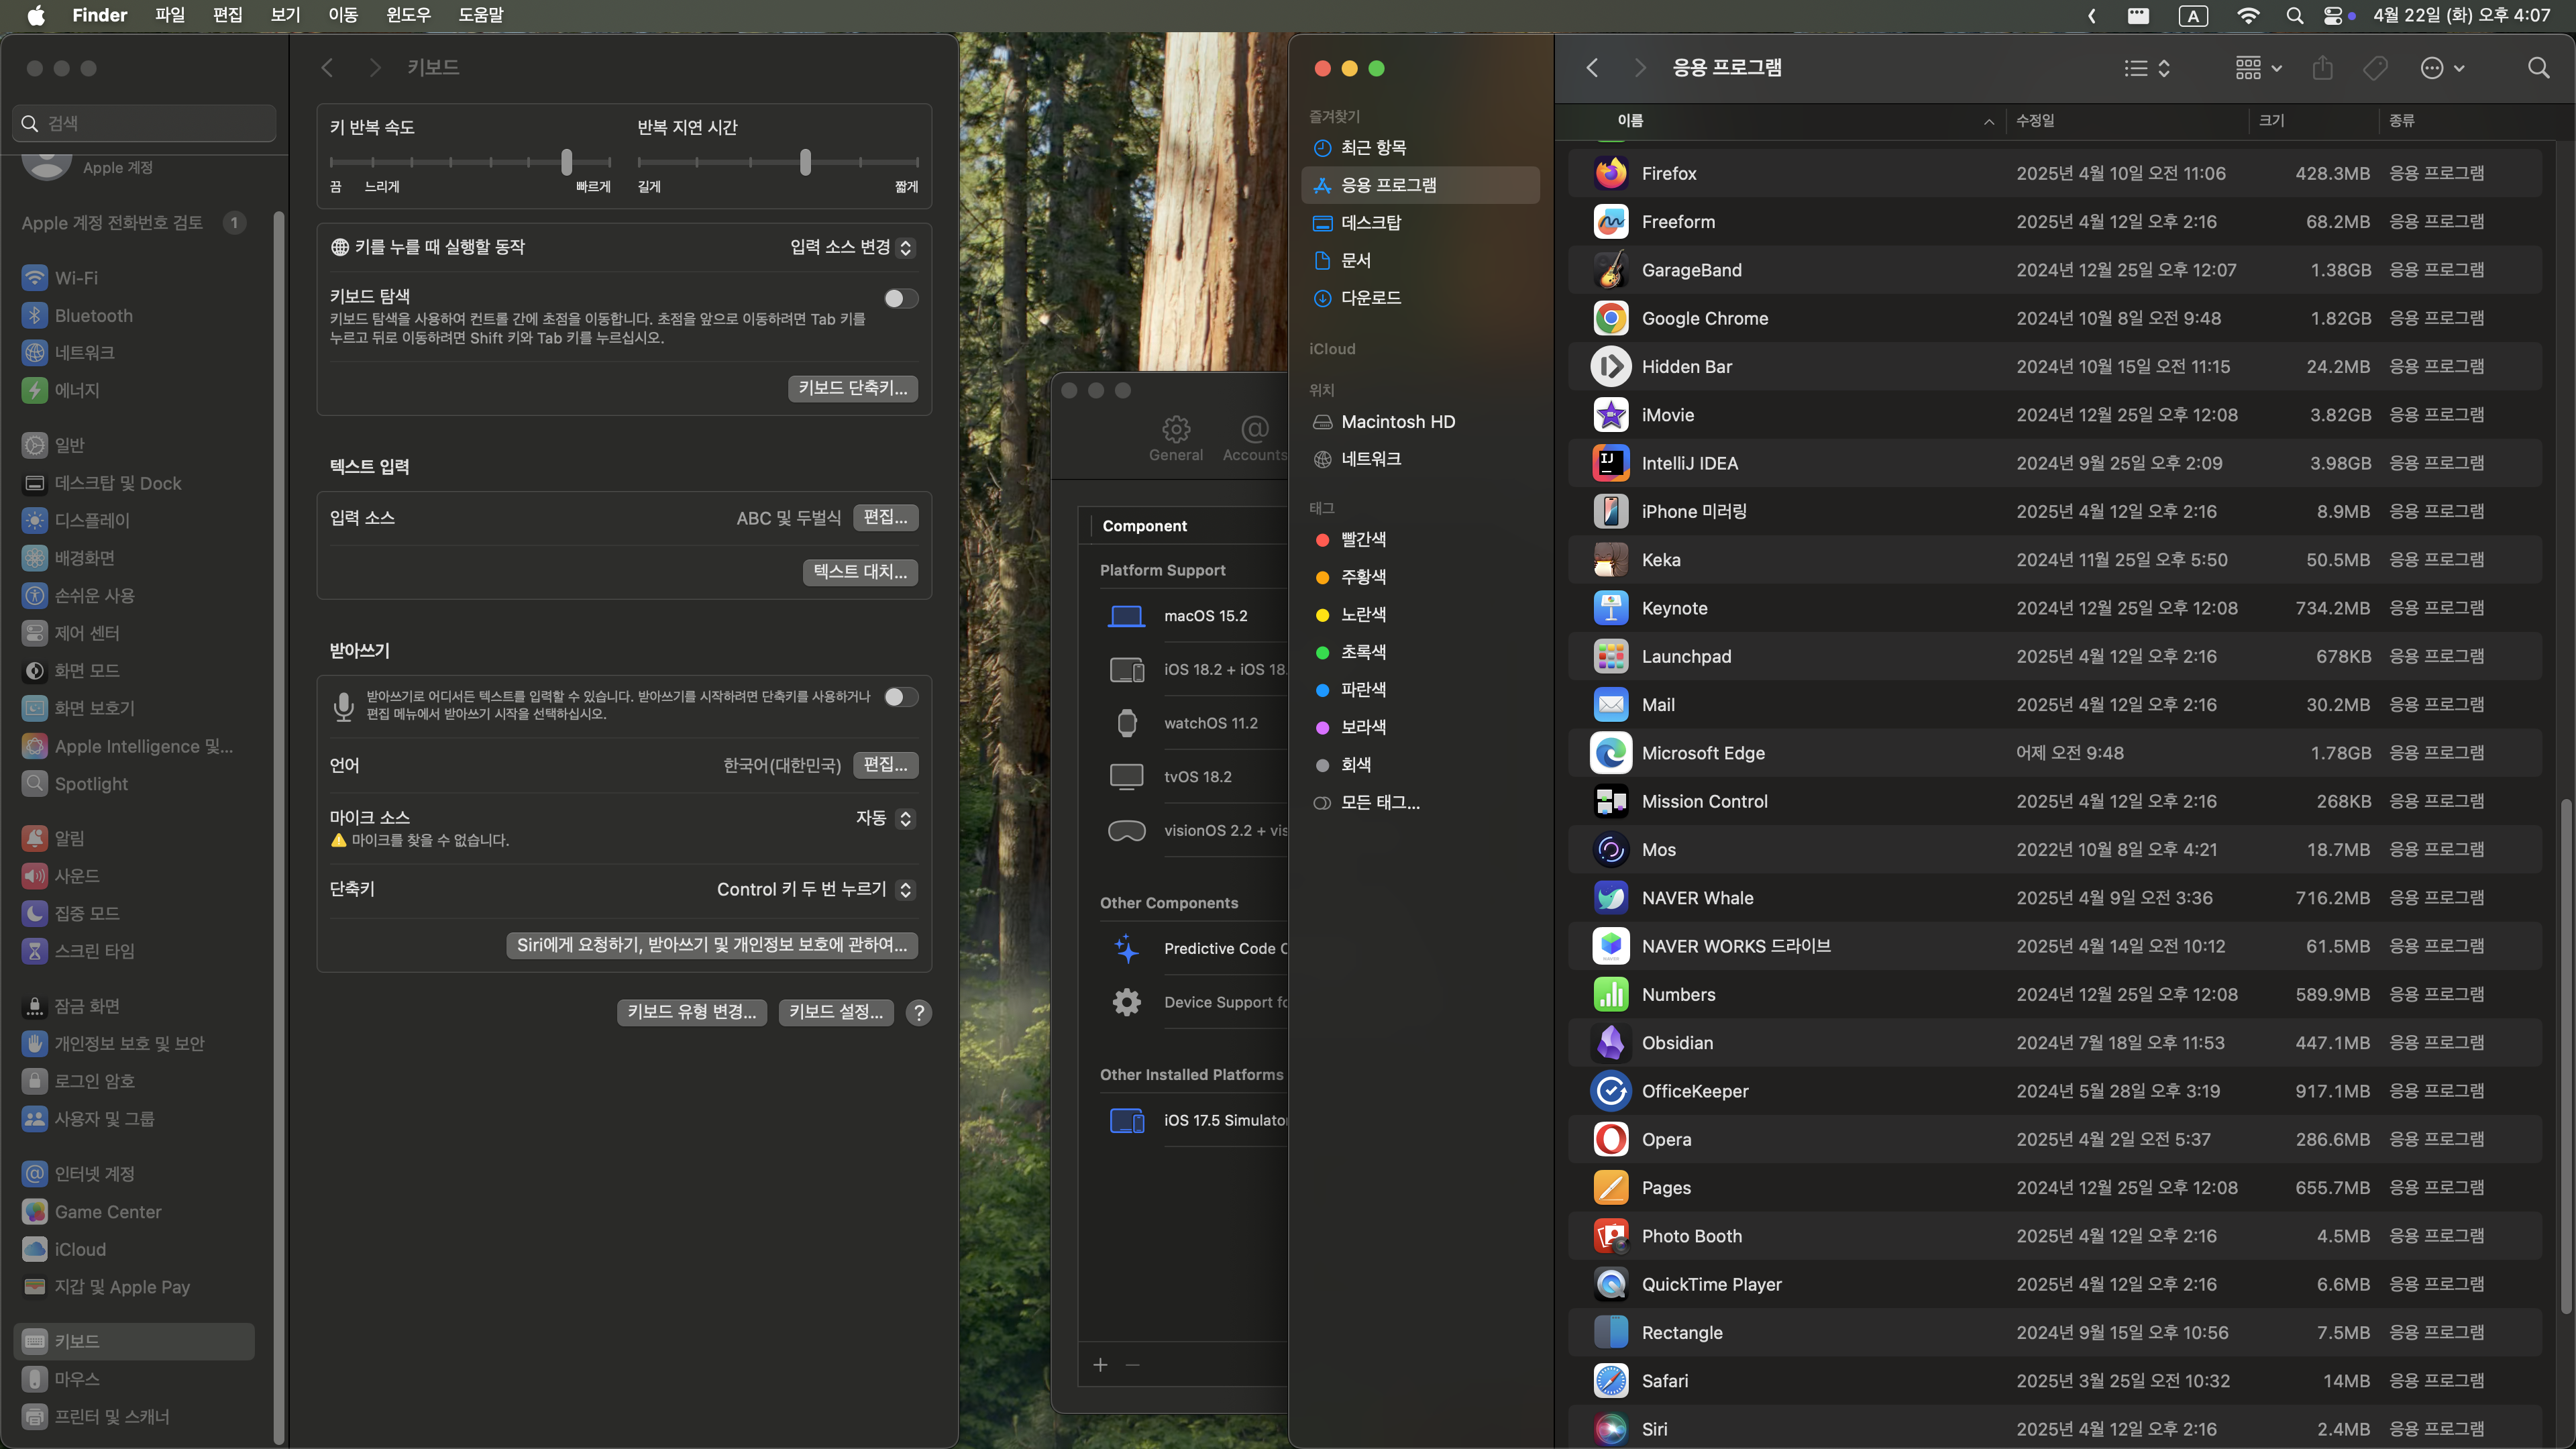 Finder 파일 편집 보기 이동 윈도우 도움말
A 4월 22일 (화) 오후 4:07
검색
Apple 계정
Apple 계정 전화번호 검토 1
Wi-Fi
Bluetooth
네트워크
에너지
일반
데스크탑 및 Dock
디스플레이
배경화면
손쉬운 사용
제어 센터
화면 모드
화면 보호기
Apple Intelligence 및...
Spotlight
알림
사운드
집중 모드
스크린 타임
잠금 화면
개인정보 보호 및 보안
로그인 암호
사용자 및 그룹
인터넷 계정
Game Center
iCloud
지갑 및 Apple Pay
키보드
마우스
프린터 및 스캐너
키보드
키 반복 속도 반복 지연 시간
끔 느리게 빠르게 길게 짧게
키를 누를 때 실행할 동작 입력 소스 변경
키보드 탐색
키보드 탐색을 사용하여 컨트롤 간에 초점을 이동합니다. 초점을 앞으로 이동하려면 Tab 키를
누르고 뒤로 이동하려면 Shift 키와 Tab 키를 누르십시오.
키보드 단축키...
텍스트 입력
입력 소스 ABC 및 두벌식 편집...
텍스트 대치...
받아쓰기
받아쓰기로 어디서든 텍스트를 입력할 수 있습니다. 받아쓰기를 시작하려면 단축키를 사용하거나
편집 메뉴에서 받아쓰기 시작을 선택하십시오.
언어 한국어(대한민국) 편집...
마이크 소스 자동
마이크를 찾을 수 없습니다.
단축키 Control 키 두 번 누르기
Siri에게 요청하기, 받아쓰기 및 개인정보 보호에 관하여...
키보드 유형 변경... 키보드 설정... ?
General Accounts
Component
Platform Support
macOS 15.2
iOS 18.2 + iOS 18.
watchOS 11.2
tvOS 18.2
visionOS 2.2 + vis
Other Components
Predictive Code C
Device Support fo
Other Installed Platforms
iOS 17.5 Simulator
즐겨찾기
최근 항목
응용 프로그램
데스크탑
문서
다운로드
iCloud
위치
Macintosh HD
네트워크
태그
빨간색
주황색
노란색
초록색
파란색
보라색
회색
모든 태그...
응용 프로그램
이름 수정일 크기 종류
Firefox 2025년 4월 10일 오전 11:06 428.3MB 응용 프로그램
Freeform 2025년 4월 12일 오후 2:16 68.2MB 응용 프로그램
GarageBand 2024년 12월 25일 오후 12:07 1.38GB 응용 프로그램
Google Chrome 2024년 10월 8일 오전 9:48 1.82GB 응용 프로그램
Hidden Bar 2024년 10월 15일 오전 11:15 24.2MB 응용 프로그램
iMovie 2024년 12월 25일 오후 12:08 3.82GB 응용 프로그램
IntelliJ IDEA 2024년 9월 25일 오후 2:09 3.98GB 응용 프로그램
iPhone 미러링 2025년 4월 12일 오후 2:16 8.9MB 응용 프로그램
Keka 2024년 11월 25일 오후 5:50 50.5MB 응용 프로그램
Keynote 2024년 12월 25일 오후 12:08 734.2MB 응용 프로그램
Launchpad 2025년 4월 12일 오후 2:16 678KB 응용 프로그램
Mail 2025년 4월 12일 오후 2:16 30.2MB 응용 프로그램
Microsoft Edge 어제 오전 9:48 1.78GB 응용 프로그램
Mission Control 2025년 4월 12일 오후 2:16 268KB 응용 프로그램
Mos 2022년 10월 8일 오후 4:21 18.7MB 응용 프로그램
NAVER Whale 2025년 4월 9일 오전 3:36 716.2MB 응용 프로그램
NAVER WORKS 드라이브 2025년 4월 14일 오전 10:12 61.5MB 응용 프로그램
Numbers 2024년 12월 25일 오후 12:08 589.9MB 응용 프로그램
Obsidian 2024년 7월 18일 오후 11:53 447.1MB 응용 프로그램
OfficeKeeper 2024년 5월 28일 오후 3:19 917.1MB 응용 프로그램
Opera 2025년 4월 2일 오전 5:37 286.6MB 응용 프로그램
Pages 2024년 12월 25일 오후 12:08 655.7MB 응용 프로그램
Photo Booth 2025년 4월 12일 오후 2:16 4.5MB 응용 프로그램
QuickTime Player 2025년 4월 12일 오후 2:16 6.6MB 응용 프로그램
Rectangle 2024년 9월 15일 오후 10:56 7.5MB 응용 프로그램
Safari 2025년 3월 25일 오전 10:32 14MB 응용 프로그램
Siri 2025년 4월 12일 오후 2:16 2.4MB 응용 프로그램